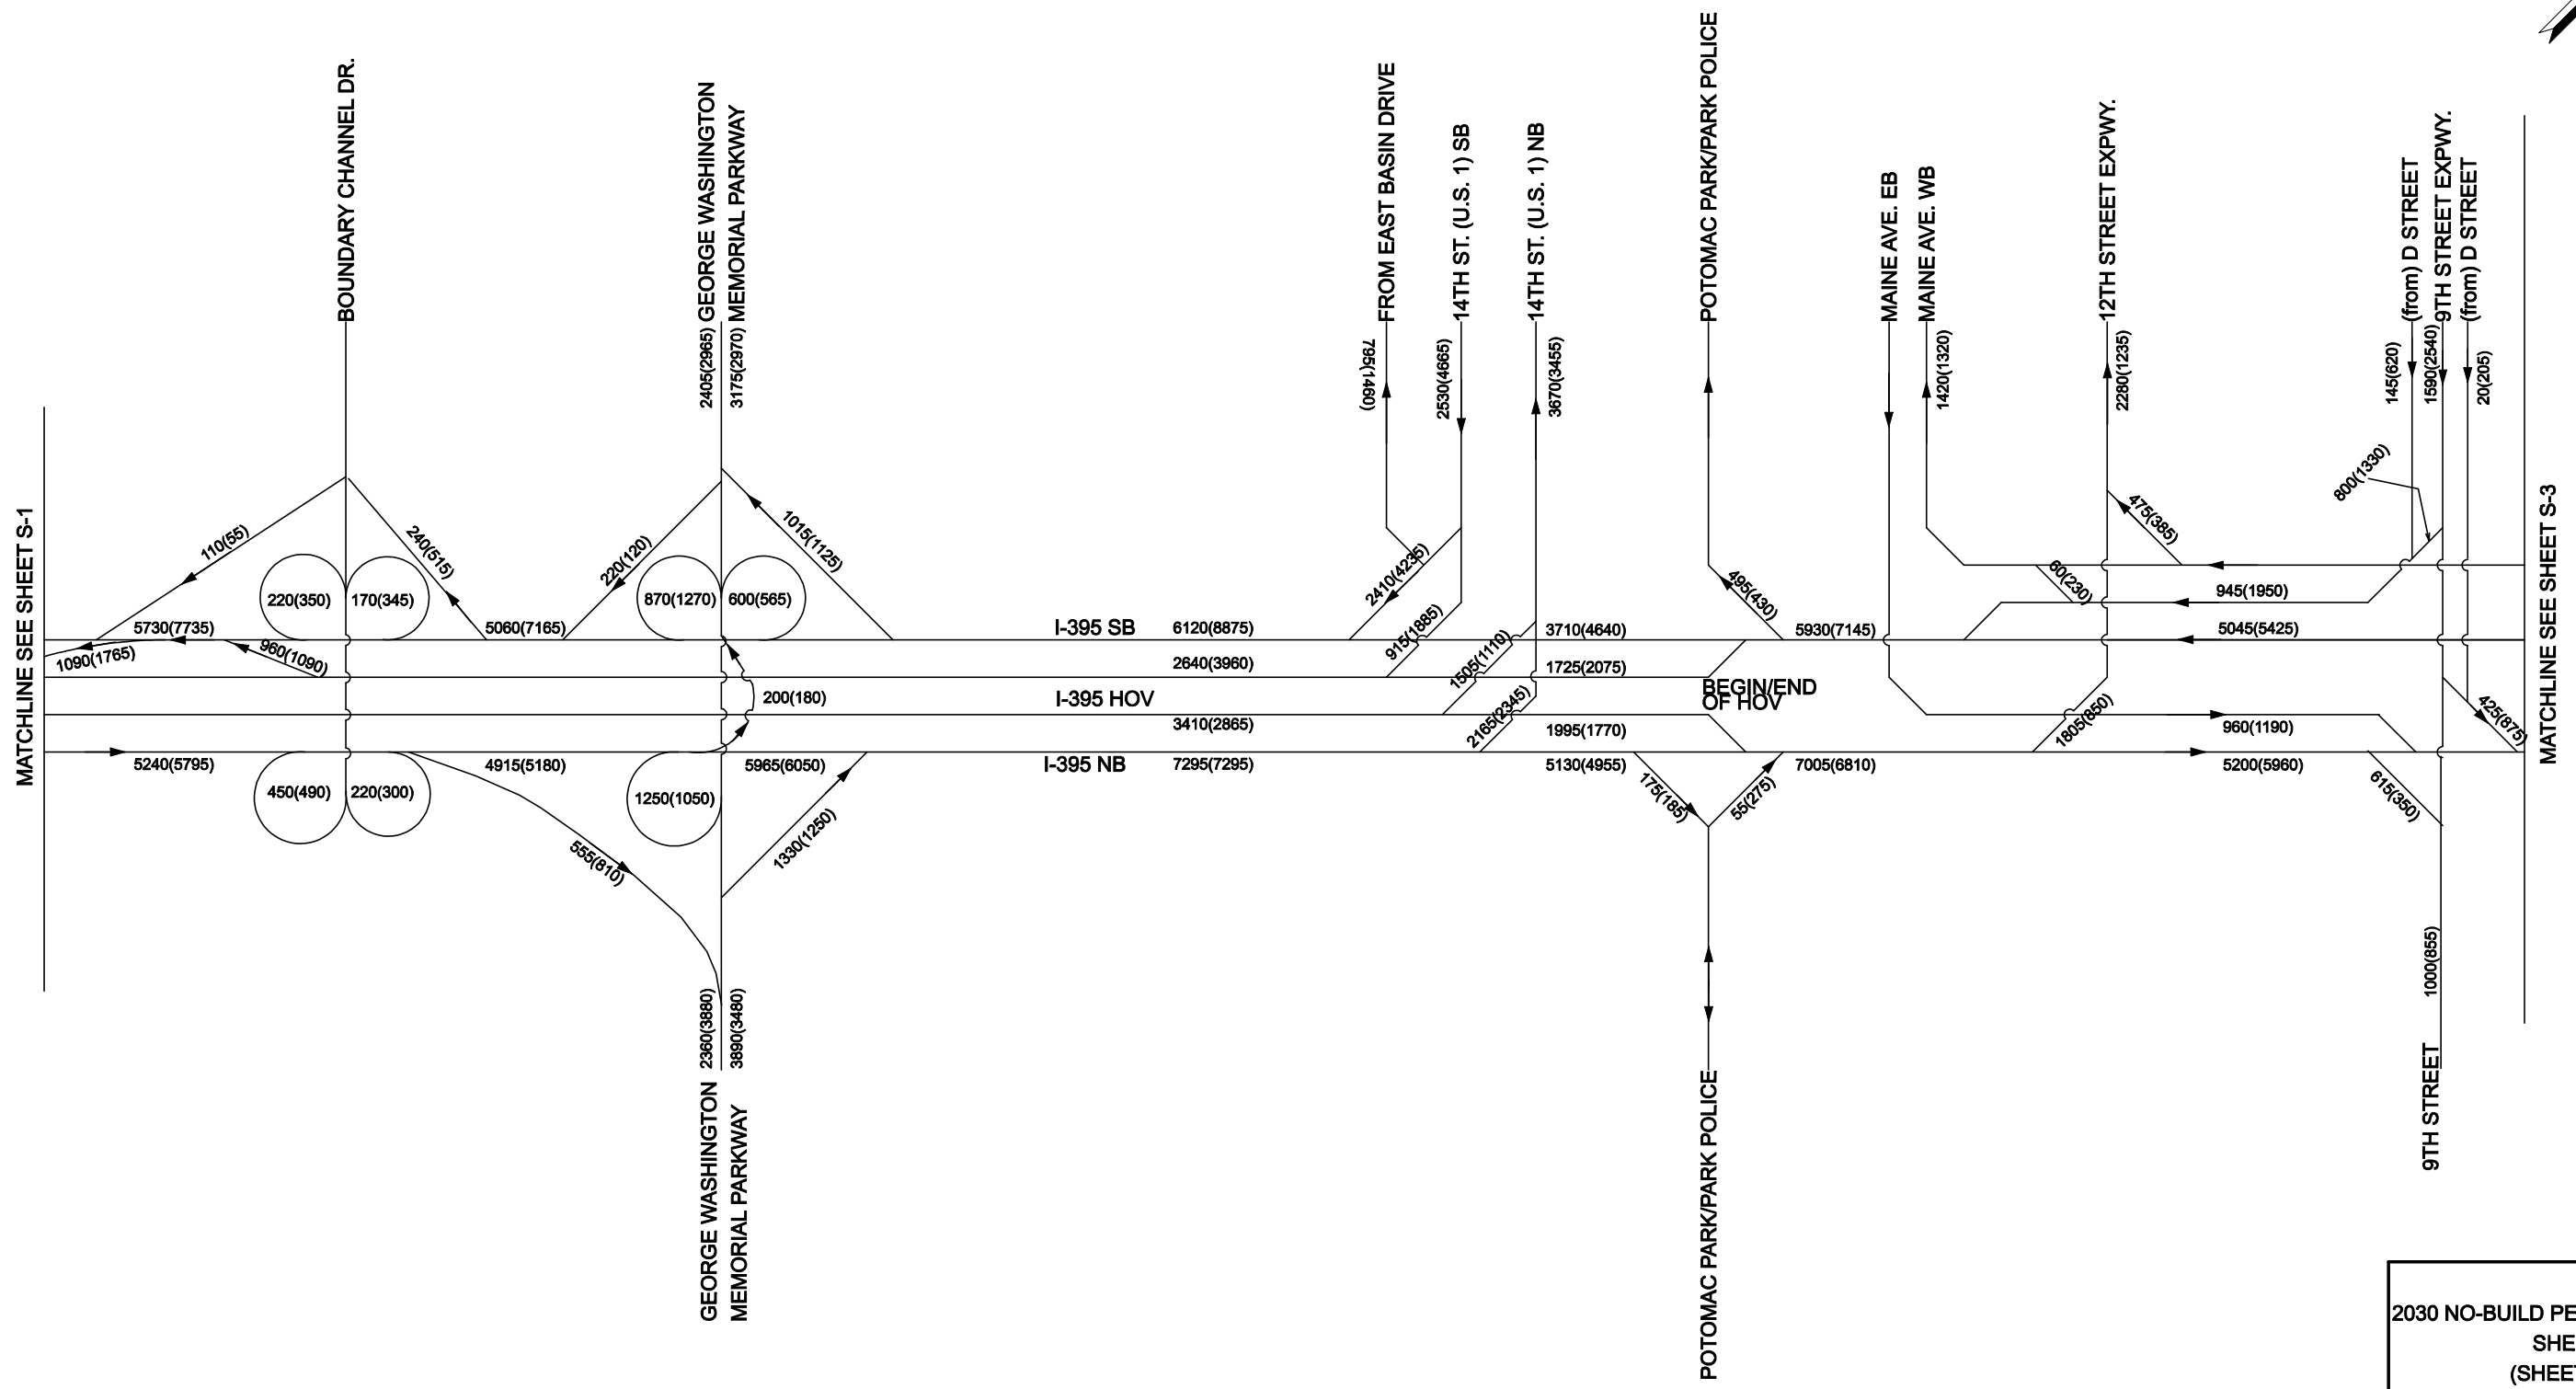 BOUNDARY CHANNEL DR.
GEORGE WASHINGTON
MEMORIAL PARKWAY
2405(2965)
3175(2970)
FROM EAST BASIN DRIVE
14TH ST. (U.S. 1) SB
14TH ST. (U.S. 1) NB
POTOMAC PARK/PARK POLICE
MAINE AVE. EB
MAINE AVE. WB
12TH STREET EXPWY.
(from) D STREET
9TH STREET EXPWY.
(from) D STREET
795(1460)
2530(4665)
3670(3455)
1420(1320)
2280(1235)
145(620)
1590(2540)
20(205)
800(1330)
MATCHLINE SEE SHEET S-1
MATCHLINE SEE SHEET S-3
110(55)
240(515)
220(120)
1015(1125)
2410(4235)
495(430)
475(385)
60(230)
945(1950)
220(350)
170(345)
870(1270)
600(565)
5730(7735)
5060(7165)
I-395 SB
6120(8875)
915(1885)
3710(4640)
5930(7145)
5045(5425)
1090(1765)
960(1090)
2640(3960)
1505(1110)
1725(2075)
200(180)
I-395 HOV
BEGIN/END
OF HOV
3410(2865)
2165(2345)
1995(1770)
1805(850)
960(1190)
425(875)
5240(5795)
4915(5180)
5965(6050)
I-395 NB
7295(7295)
5130(4955)
7005(6810)
5200(5960)
450(490)
220(300)
1250(1050)
175(185)
55(275)
615(350)
555(810)
1330(1250)
2360(3880)
3890(3480)
GEORGE WASHINGTON
MEMORIAL PARKWAY
POTOMAC PARK/PARK POLICE
1000(855)
9TH STREET
2030 NO-BUILD PE
SHE
(SHEET